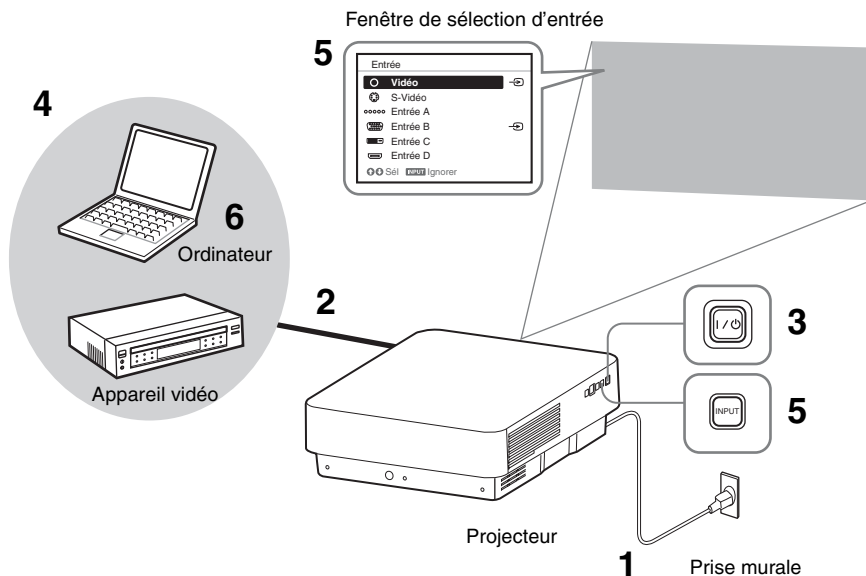 Fenêtre de sélection d'entrée
5
Entrée
Vidéo
S-Vidéo
Entrée A
Entrée B
Entrée C
Entrée D
Sél INPUT Ignorer
4
6
Ordinateur
2
Appareil vidéo
I / ⏻
3
INPUT
5
Projecteur
1
Prise murale